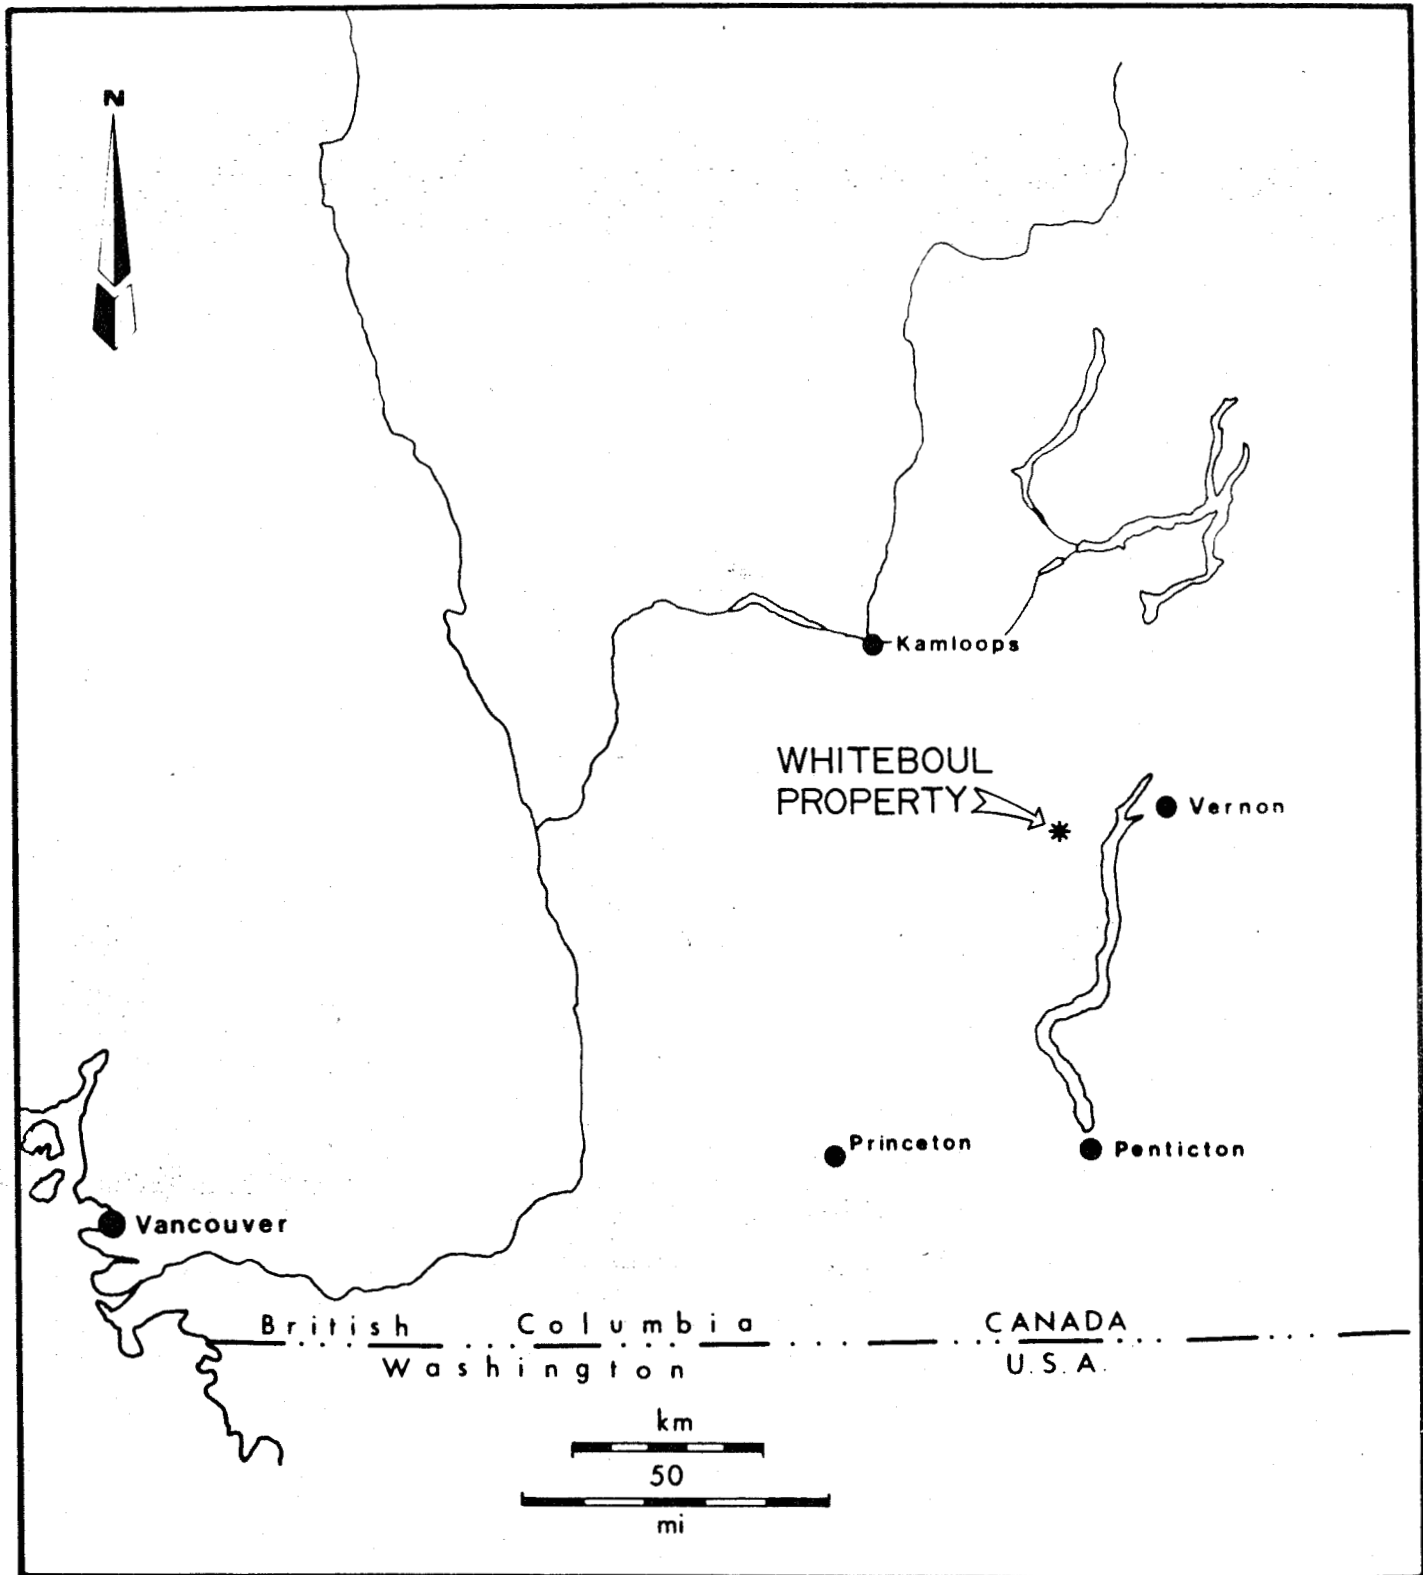 N
Kamloops
WHITEBOUL
PROPERTY
Vernon
Princeton
Penticton
Vancouver
British Columbia
CANADA
Washington
U.S.A.
km
50
mi